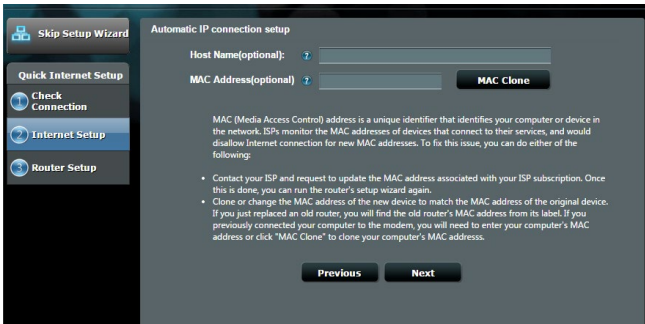 Skip Setup Wizard
Quick Internet Setup
1 Check
Connection
2 Internet Setup
3 Router Setup
Automatic IP connection setup
Host Name(optional): ?
MAC Address(optional) ? MAC Clone
MAC (Media Access Control) address is a unique identifier that identifies your computer or device in
the network. ISPs monitor the MAC addresses of devices that connect to their services, and would
disallow Internet connection for new MAC addresses. To fix this issue, you can do either of the
following:
• Contact your ISP and request to update the MAC address associated with your ISP subscription. Once
this is done, you can run the router's setup wizard again.
• Clone or change the MAC address of the new device to match the MAC address of the original device.
If you just replaced an old router, you will find the old router's MAC address from its label. If you
previously connected your computer to the modem, you will need to enter your computer's MAC
address or click "MAC Clone" to clone your computer's MAC addresss.
Previous Next